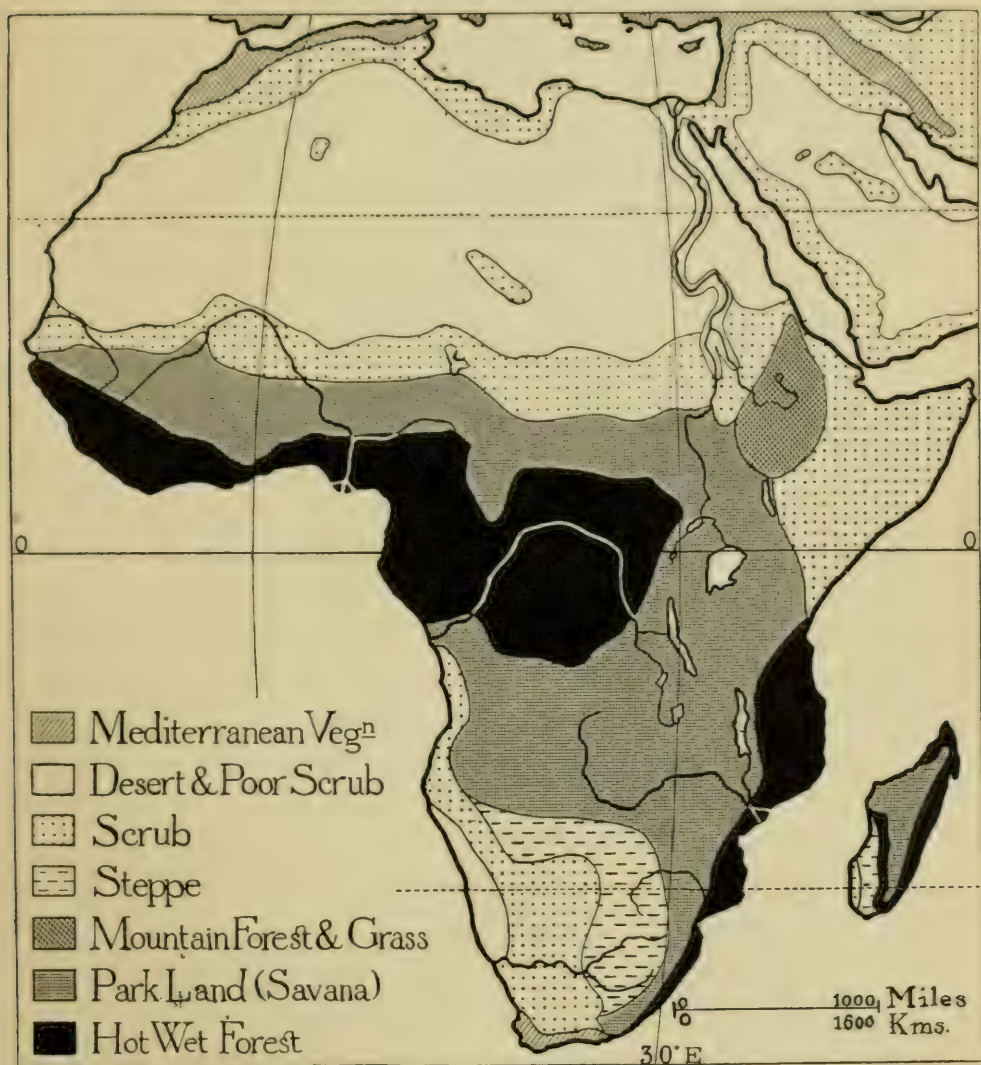 0
0
Mediterranean Vegn
Desert & Poor Scrub
Scrub
Steppe
Mountain Forest & Grass
Park Land (Savana)
Hot Wet Forest
0 1000 Miles
0 1600 Kms.
30° E